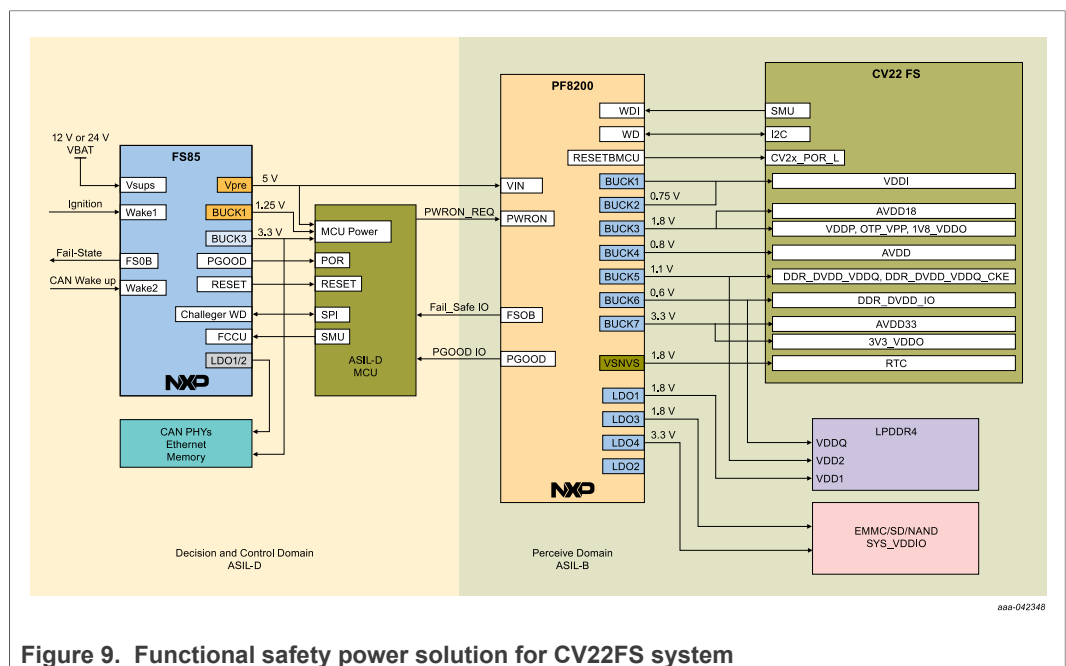 PF8200
CV22 FS
WDI
SMU
WD
I2C
RESETBMCU
CV2x_POR_L
12 V or 24 V
VBAT
FS85
Vsups
Vpre
5 V
VIN
BUCK1
VDDI
Ignition
Wake1
BUCK1
1.25 V
MCU Power
PWRON_REQ
PWRON
BUCK2
0.75 V
AVDD18
BUCK3
3.3 V
BUCK3
1.8 V
VDDP, OTP_VPP, 1V8_VDDO
Fail-State
FS0B
PGOOD
POR
BUCK4
0.8 V
AVDD
CAN Wake up
Wake2
RESET
RESET
BUCK5
1.1 V
DDR_DVDD_VDDQ, DDR_DVDD_VDDQ_CKE
BUCK6
0.6 V
DDR_DVDD_IO
Challeger WD
SPI
Fail_Safe IO
FSOB
BUCK7
3.3 V
AVDD33
3V3_VDDO
FCCU
SMU
LDO1/2
ASIL-D
MCU
PGOOD IO
PGOOD
VSNVS
1.8 V
RTC
NXP
LDO1
1.8 V
LDO3
1.8 V
LDO4
3.3 V
LDO2
NXP
CAN PHYs
Ethernet
Memory
LPDDR4
VDDQ
VDD2
VDD1
EMMC/SD/NAND
SYS_VDDIO
Decision and Control Domain
ASIL-D
Perceive Domain
ASIL-B
aaa-042348
Figure 9. Functional safety power solution for CV22FS system